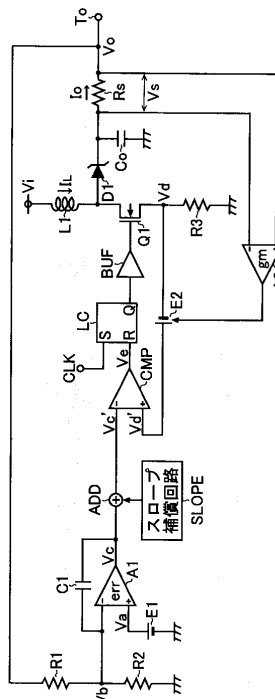 To
Vo
Io
Rs
Vs
Co
Vi
IL
L1
D1
Q1
Vd
R3
BUF
gm
LC
S
Q
R
CLK
Ve
E2
CMP
Vc'
Vd'
ADD
スロープ
補償回路
SLOPE
C1
Vc
err
A1
Va
E1
R1
R2